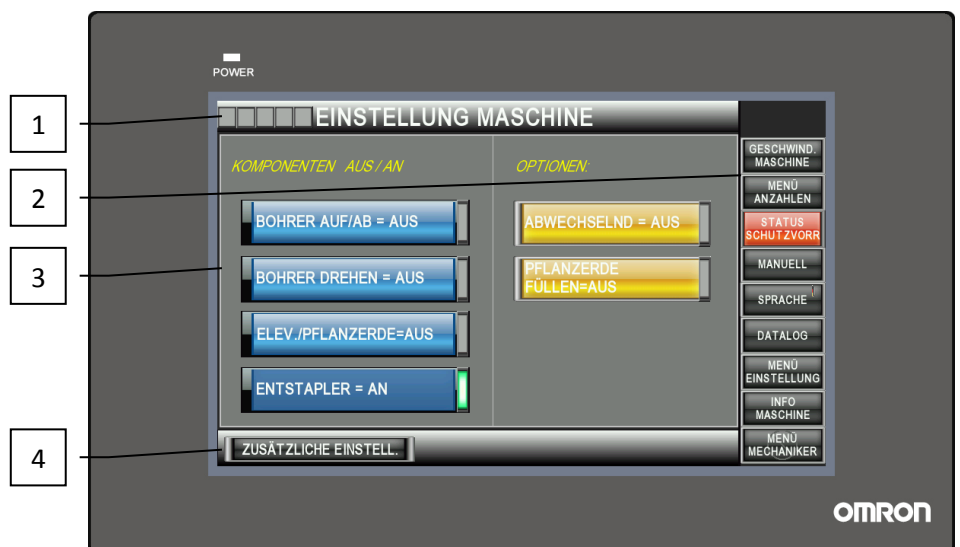 POWER
1
EINSTELLUNG MASCHINE
2
KOMPONENTEN AUS / AN
OPTIONEN:
3
BOHRER AUF/AB = AUS
BOHRER DREHEN = AUS
ELEV./PFLANZERDE=AUS
ENTSTAPLER = AN
ABWECHSELND = AUS
PFLANZERDE
FÜLLEN=AUS
4
ZUSÄTZLICHE EINSTELL.
GESCHWIND.
MASCHINE
MENÜ
ANZAHLEN
STATUS
SCHUTZVORR
MANUELL
SPRACHE
DATALOG
MENÜ
EINSTELLUNG
INFO
MASCHINE
MENÜ
MECHANIKER
OMRON